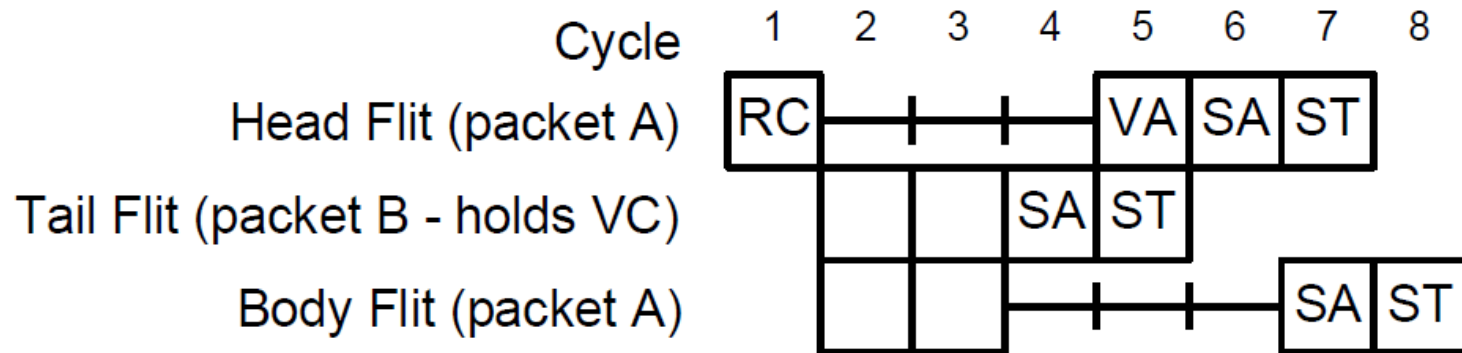 Cycle 1 2 3 4 5 6 7 8
Head Flit (packet A) RC VA SA ST
Tail Flit (packet B - holds VC) SA ST
Body Flit (packet A) SA ST